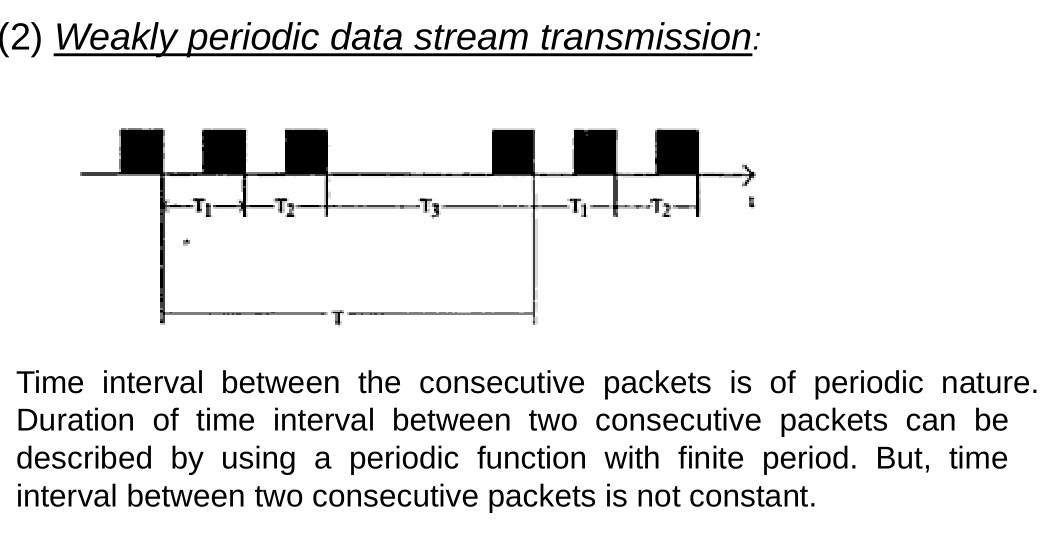 (2) Weakly periodic data stream transmission:
T1 T2 T3 T1 T2
t
T
Time interval between the consecutive packets is of periodic nature.
Duration of time interval between two consecutive packets can be
described by using a periodic function with finite period. But, time
interval between two consecutive packets is not constant.